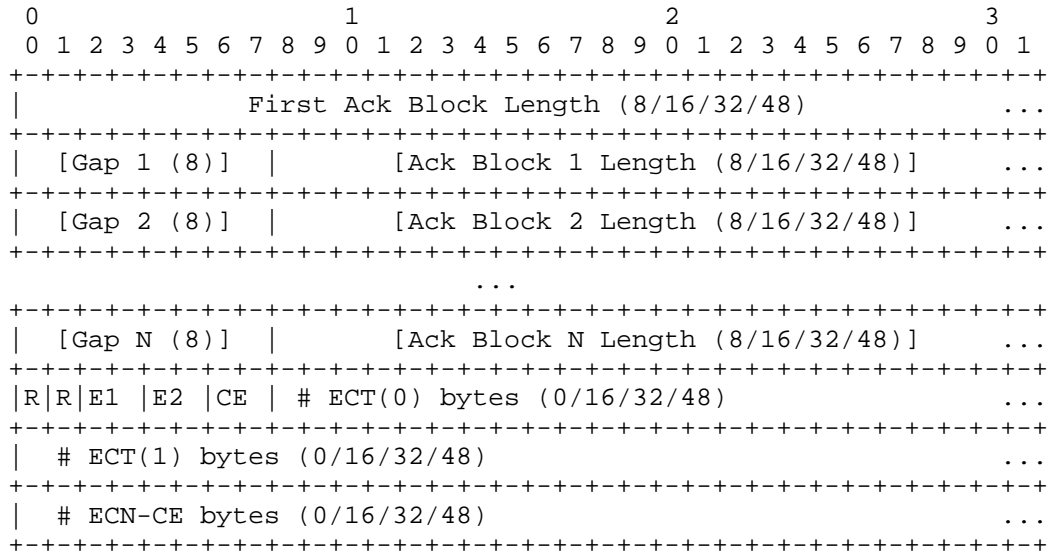 0                   1                   2                   3
 0 1 2 3 4 5 6 7 8 9 0 1 2 3 4 5 6 7 8 9 0 1 2 3 4 5 6 7 8 9 0 1
+-+-+-+-+-+-+-+-+-+-+-+-+-+-+-+-+-+-+-+-+-+-+-+-+-+-+-+-+-+-+-+-+
|              First Ack Block Length (8/16/32/48)            ...
+-+-+-+-+-+-+-+-+-+-+-+-+-+-+-+-+-+-+-+-+-+-+-+-+-+-+-+-+-+-+-+-+
|  [Gap 1 (8)]  |       [Ack Block 1 Length (8/16/32/48)]     ...
+-+-+-+-+-+-+-+-+-+-+-+-+-+-+-+-+-+-+-+-+-+-+-+-+-+-+-+-+-+-+-+-+
|  [Gap 2 (8)]  |       [Ack Block 2 Length (8/16/32/48)]     ...
+-+-+-+-+-+-+-+-+-+-+-+-+-+-+-+-+-+-+-+-+-+-+-+-+-+-+-+-+-+-+-+-+
                             ...
+-+-+-+-+-+-+-+-+-+-+-+-+-+-+-+-+-+-+-+-+-+-+-+-+-+-+-+-+-+-+-+-+
|  [Gap N (8)]  |       [Ack Block N Length (8/16/32/48)]     ...
+-+-+-+-+-+-+-+-+-+-+-+-+-+-+-+-+-+-+-+-+-+-+-+-+-+-+-+-+-+-+-+-+
|R|R|E1 |E2 |CE | # ECT(0) bytes (0/16/32/48)                 ...
+-+-+-+-+-+-+-+-+-+-+-+-+-+-+-+-+-+-+-+-+-+-+-+-+-+-+-+-+-+-+-+-+
|  # ECT(1) bytes (0/16/32/48)                                ...
+-+-+-+-+-+-+-+-+-+-+-+-+-+-+-+-+-+-+-+-+-+-+-+-+-+-+-+-+-+-+-+-+
|  # ECN-CE bytes (0/16/32/48)                                ...
+-+-+-+-+-+-+-+-+-+-+-+-+-+-+-+-+-+-+-+-+-+-+-+-+-+-+-+-+-+-+-+-+